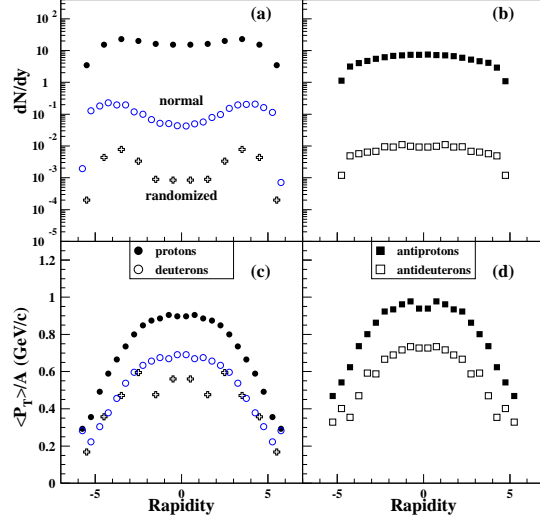 (a)
(b)
dN/dy
10²
10
1
10⁻¹
10⁻²
10⁻³
10⁻⁴
10
normal
randomized
protons
deuterons
antiprotons
antideuterons
(c)
(d)
<P_T>/A (GeV/c)
1.2
1
0.8
0.6
0.4
0.2
0
-5 0 5
-5 0 5
Rapidity
Rapidity